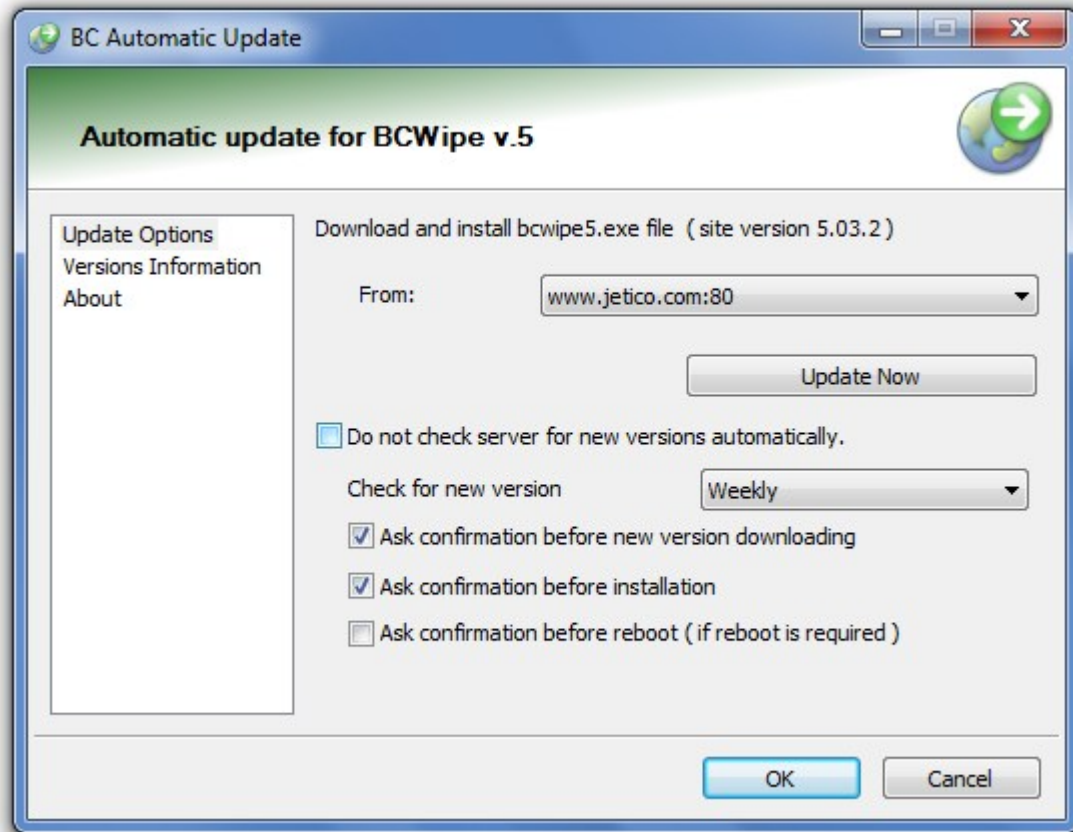 BC Automatic Update
Automatic update for BCWipe v.5
Update Options
Versions Information
About
Download and install bcwipe5.exe file ( site version 5.03.2 )
From:
www.jetico.com:80
Update Now
Do not check server for new versions automatically.
Check for new version
Weekly
Ask confirmation before new version downloading
Ask confirmation before installation
Ask confirmation before reboot ( if reboot is required )
OK
Cancel